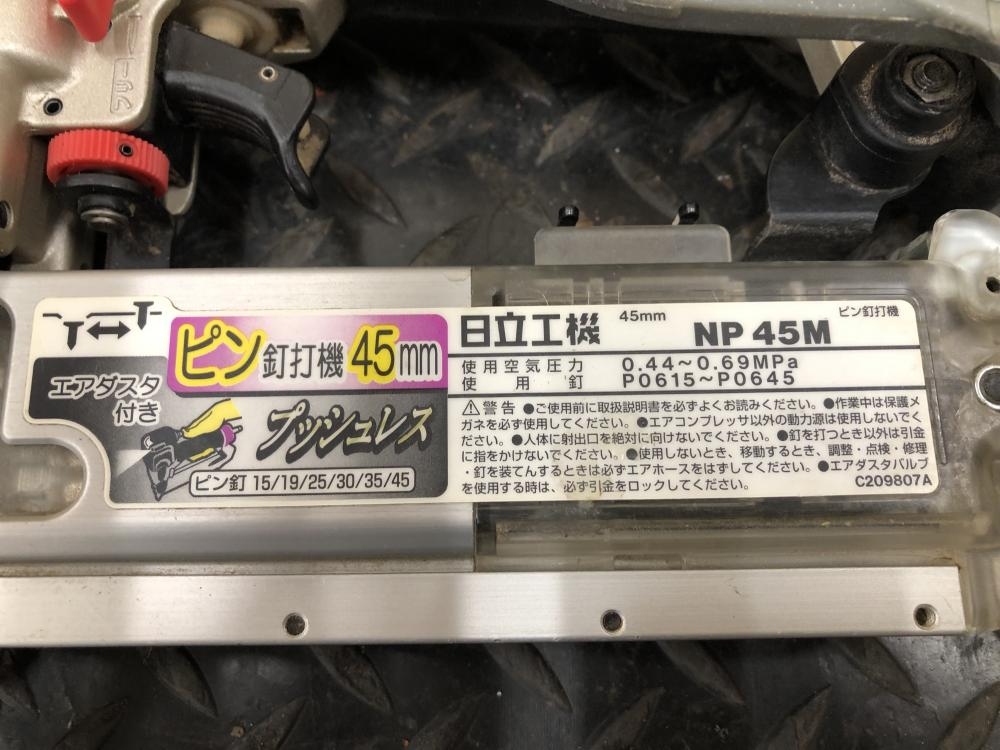 フリー
エアダスタ
付き
ピン釘打機 45mm
プッシュレス
ピン釘 15/19/25/30/35/45
日立工機 45mm NP 45M ピン釘打機
使用空気圧力 0.44～0.69MPa
使用釘 P0615～P0645
⚠警告 ●ご使用前に取扱説明書を必ずよくお読みください。●作業中は保護メ
ガネを必ず使用してください。●エアコンプレッサ以外の動力源は使用しないでく
ださい。●人体に射出口を絶対に向けないでください。●釘を打つとき以外は引金
に指をかけないでください。●使用しないとき、移動するとき、調整・点検・修理
・釘を装てんするときは必ずエアホースをはずしてください。●エアダスタバルブ
を使用する時は、必ず引金をロックしてください。 C209807A